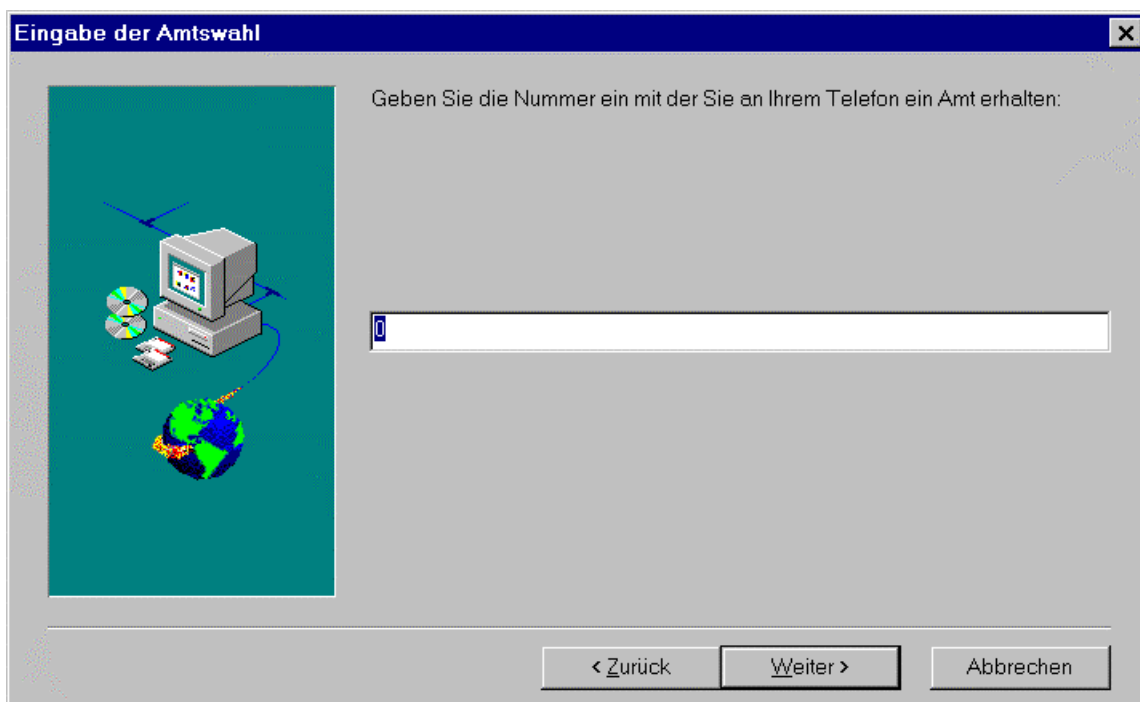 Eingabe der Amtswahl
Geben Sie die Nummer ein mit der Sie an Ihrem Telefon ein Amt erhalten:
0
< Zurück
Weiter >
Abbrechen